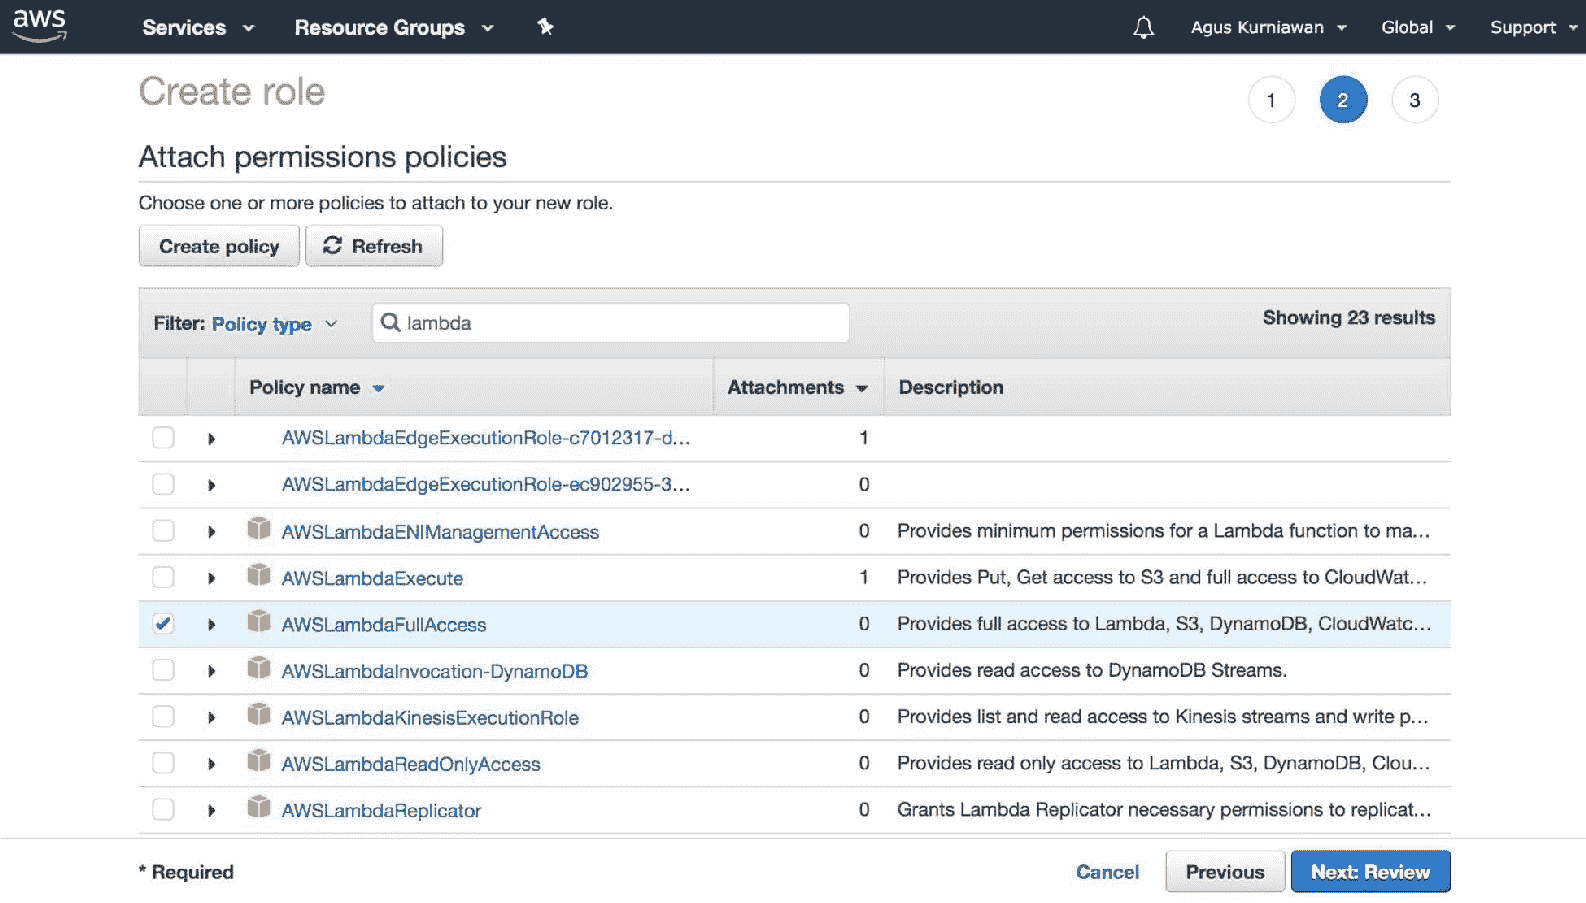 aws Services Resource Groups Agus Kurniawan Global Support
Create role
1 2 3
Attach permissions policies
Choose one or more policies to attach to your new role.
Create policy Refresh
Filter: Policy type lambda Showing 23 results
Policy name Attachments Description
AWSLambdaEdgeExecutionRole-c7012317-d... 1
AWSLambdaEdgeExecutionRole-ec902955-3... 0
AWSLambdaENIManagementAccess 0 Provides minimum permissions for a Lambda function to ma...
AWSLambdaExecute 1 Provides Put, Get access to S3 and full access to CloudWat...
AWSLambdaFullAccess 0 Provides full access to Lambda, S3, DynamoDB, CloudWatc...
AWSLambdaInvocation-DynamoDB 0 Provides read access to DynamoDB Streams.
AWSLambdaKinesisExecutionRole 0 Provides list and read access to Kinesis streams and write p...
AWSLambdaReadOnlyAccess 0 Provides read only access to Lambda, S3, DynamoDB, Clou...
AWSLambdaReplicator 0 Grants Lambda Replicator necessary permissions to replicat...
* Required Cancel Previous Next: Review